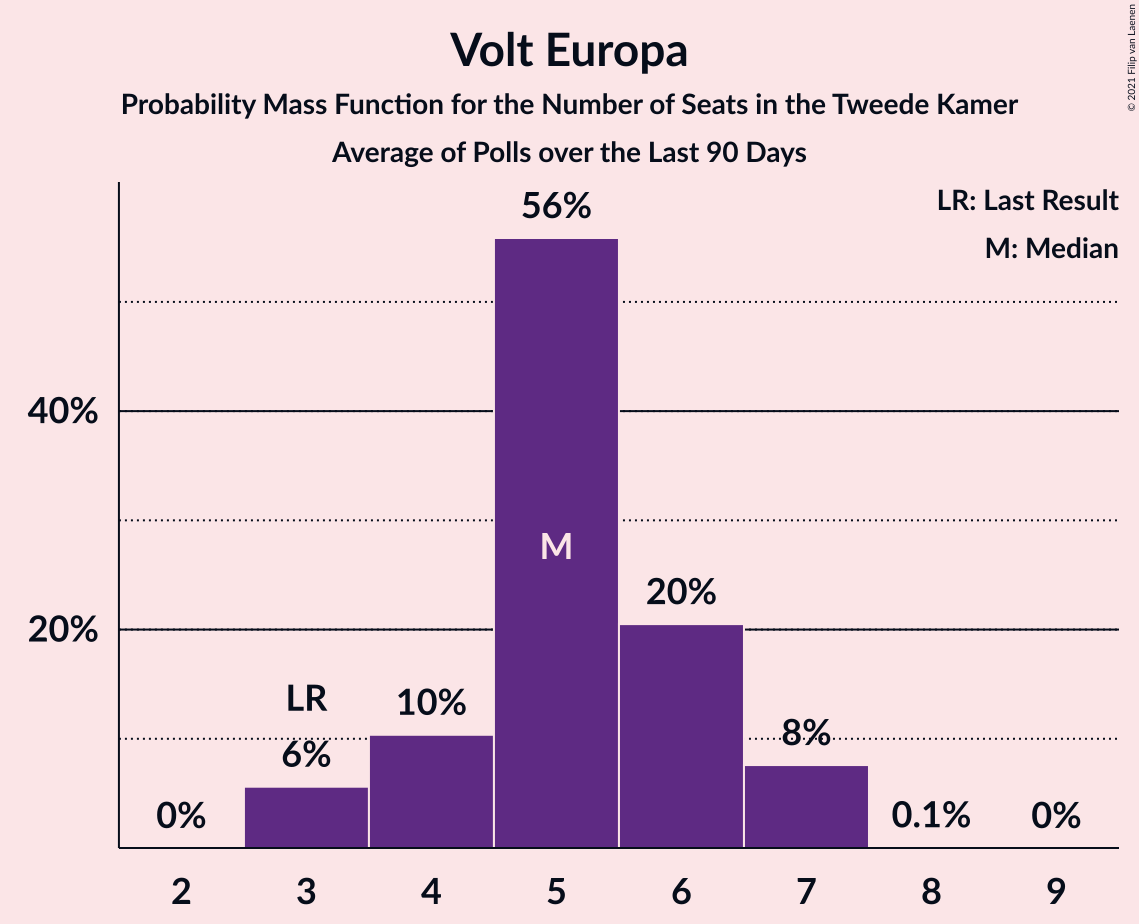 Volt Europa
Probability Mass Function for the Number of Seats in the Tweede Kamer
Average of Polls over the Last 90 Days
© 2021 Filip van Laenen
LR: Last Result
M: Median
56%
40%
M
20%
20%
LR
10%
8%
6%
0%
0.1%
0%
2 3 4 5 6 7 8 9